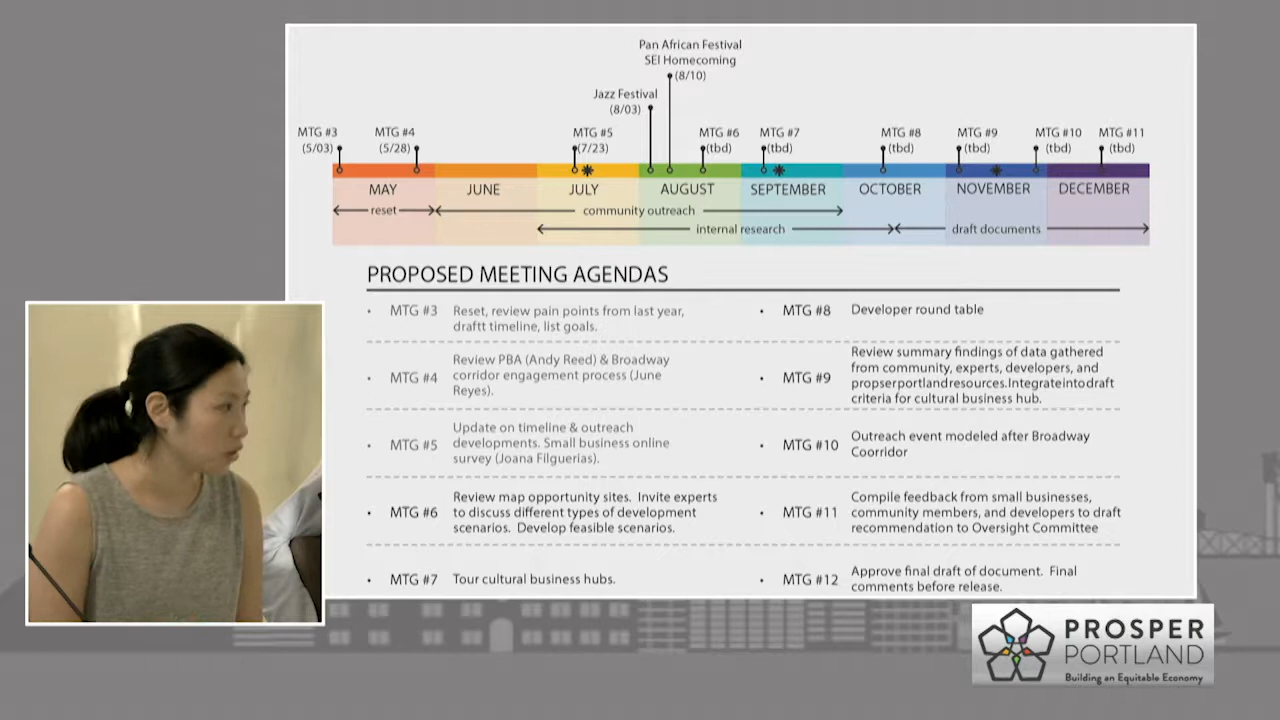 Pan African Festival
SEI Homecoming
(8/10)
Jazz Festival
(8/03)
MTG #3
(5/03)
MTG #4
(5/28)
MTG #5
(7/23)
MTG #6
(tbd)
MTG #7
(tbd)
MTG #8
(tbd)
MTG #9
(tbd)
MTG #10
(tbd)
MTG #11
(tbd)
MAY
JUNE
JULY
AUGUST
SEPTEMBER
OCTOBER
NOVEMBER
DECEMBER
reset
community outreach
internal research
draft documents
PROPOSED MEETING AGENDAS
• MTG #3
Reset, review pain points from last year,
draftt timeline, list goals.
• MTG #4
Review PBA (Andy Reed) & Broadway
corridor engagement process (June
Reyes).
• MTG #5
Update on timeline & outreach
developments. Small business online
survey (Joana Filguerias).
• MTG #6
Review map opportunity sites. Invite experts
to discuss different types of development
scenarios. Develop feasible scenarios.
• MTG #7
Tour cultural business hubs.
• MTG #8
Developer round table
• MTG #9
Review summary findings of data gathered
from community, experts, developers, and
propserportlandresources.Integrateintodraft
criteria for cultural business hub.
• MTG #10
Outreach event modeled after Broadway
Coorridor
• MTG #11
Compile feedback from small businesses,
community members, and developers to draft
recommendation to Oversight Committee
• MTG #12
Approve final draft of document. Final
comments before release.
PROSPER
PORTLAND
Building an Equitable Economy